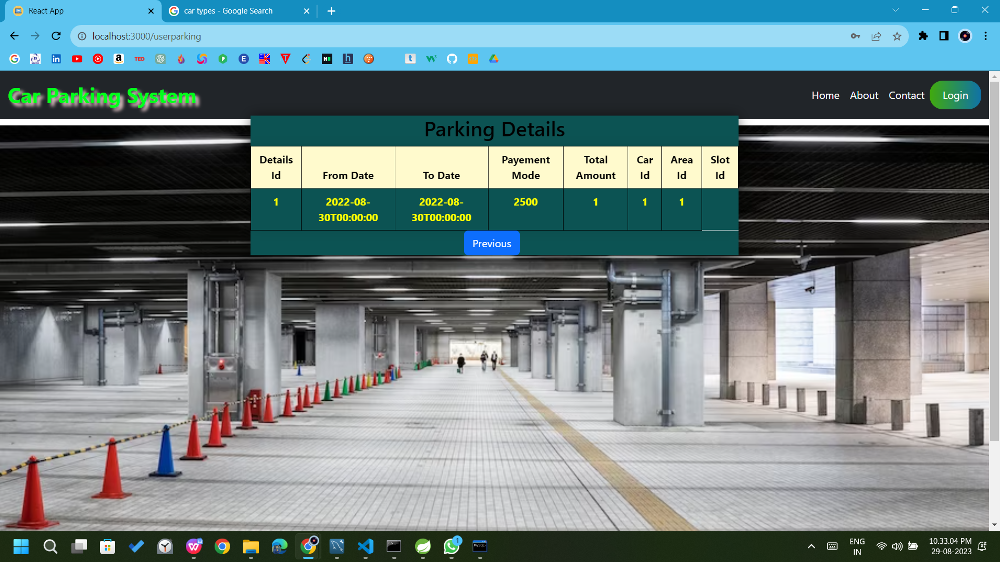 React App
car types - Google Search
localhost:3000/userparking
TED
Car Parking System
Home About Contact Login
Parking Details
Details Id
From Date
To Date
Payement Mode
Total Amount
Car Id
Area Id
Slot Id
1
2022-08-30T00:00:00
2022-08-30T00:00:00
2500
1
1
1
Previous
1
ENG
IN
10.33.04 PM
29-08-2023